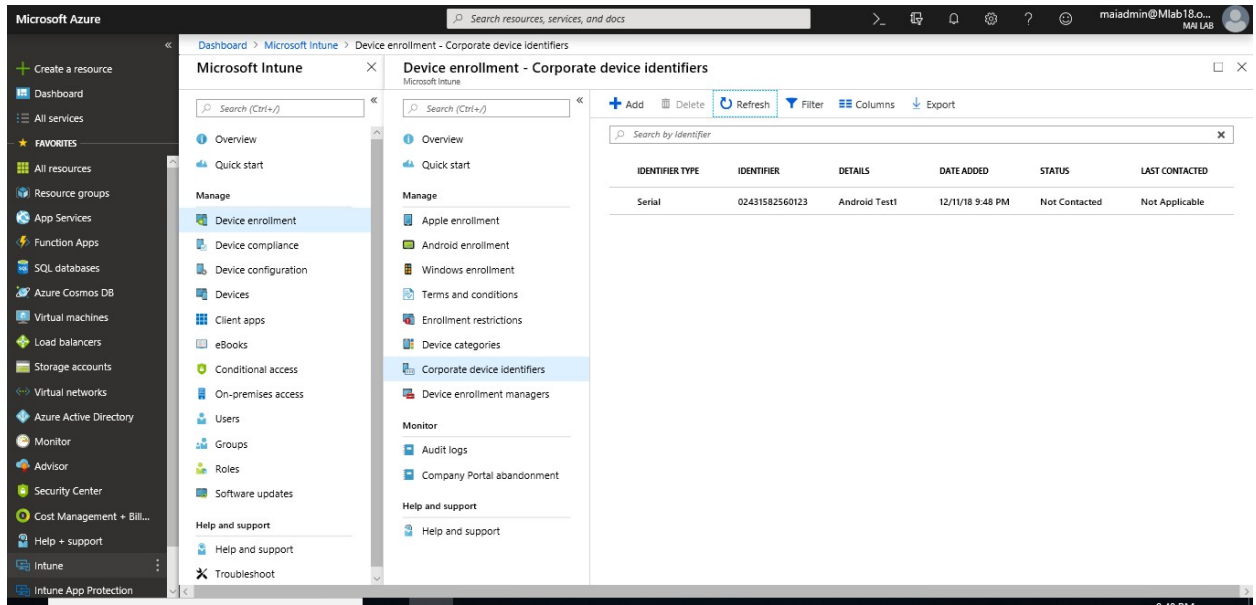 Microsoft Azure
Search resources, services, and docs
maiadmin@Mlab18.o...
MAI LAB
Create a resource
Dashboard
All services
FAVORITES
All resources
Resource groups
App Services
Function Apps
SQL databases
Azure Cosmos DB
Virtual machines
Load balancers
Storage accounts
Virtual networks
Azure Active Directory
Monitor
Advisor
Security Center
Cost Management + Bill...
Help + support
Intune
Intune App Protection
Dashboard > Microsoft Intune > Device enrollment - Corporate device identifiers
Microsoft Intune
Search (Ctrl+/)
Overview
Quick start
Manage
Device enrollment
Device compliance
Device configuration
Devices
Client apps
eBooks
Conditional access
On-premises access
Users
Groups
Roles
Software updates
Help and support
Help and support
Troubleshoot
Device enrollment - Corporate device identifiers
Microsoft Intune
Search (Ctrl+/)
Overview
Quick start
Manage
Apple enrollment
Android enrollment
Windows enrollment
Terms and conditions
Enrollment restrictions
Device categories
Corporate device identifiers
Device enrollment managers
Monitor
Audit logs
Company Portal abandonment
Help and support
Help and support
Add Delete Refresh Filter Columns Export
Search by Identifier
IDENTIFIER TYPE IDENTIFIER DETAILS DATE ADDED STATUS LAST CONTACTED
Serial 02431582560123 Android Test1 12/11/18 9:48 PM Not Contacted Not Applicable